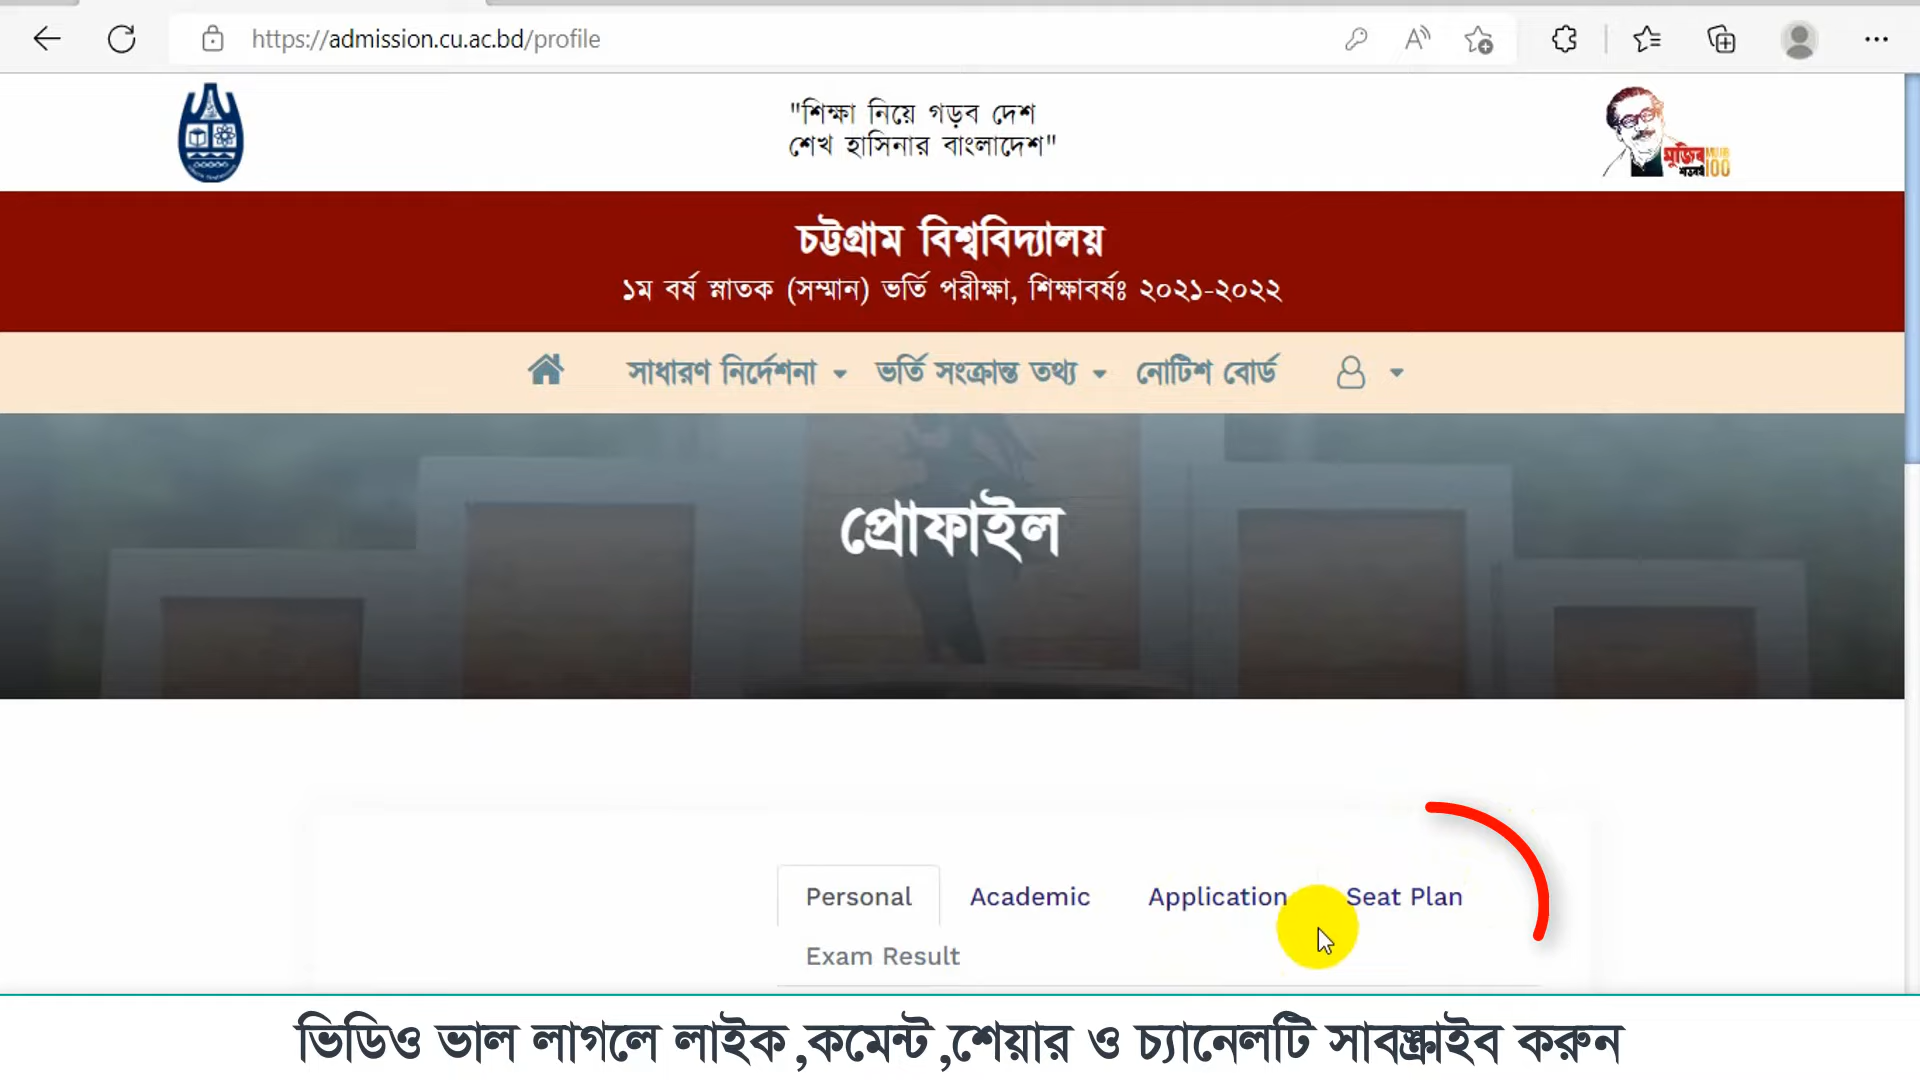 https://admission.cu.ac.bd/profile
"শিক্ষা নিয়ে গড়ব দেশ
শেখ হাসিনার বাংলাদেশ"
মুজিব
শতবর্ষ 100
চট্টগ্রাম বিশ্ববিদ্যালয়
১ম বর্ষ স্নাতক (সম্মান) ভর্তি পরীক্ষা, শিক্ষাবর্ষঃ ২০২১-২০২২
সাধারণ নির্দেশনা ভর্তি সংক্রান্ত তথ্য নোটিশ বোর্ড
প্রোফাইল
Personal Academic Application Seat Plan
Exam Result
ভিডিও ভাল লাগলে লাইক ,কমেন্ট ,শেয়ার ও চ্যানেলটি সাবস্ক্রাইব করুন